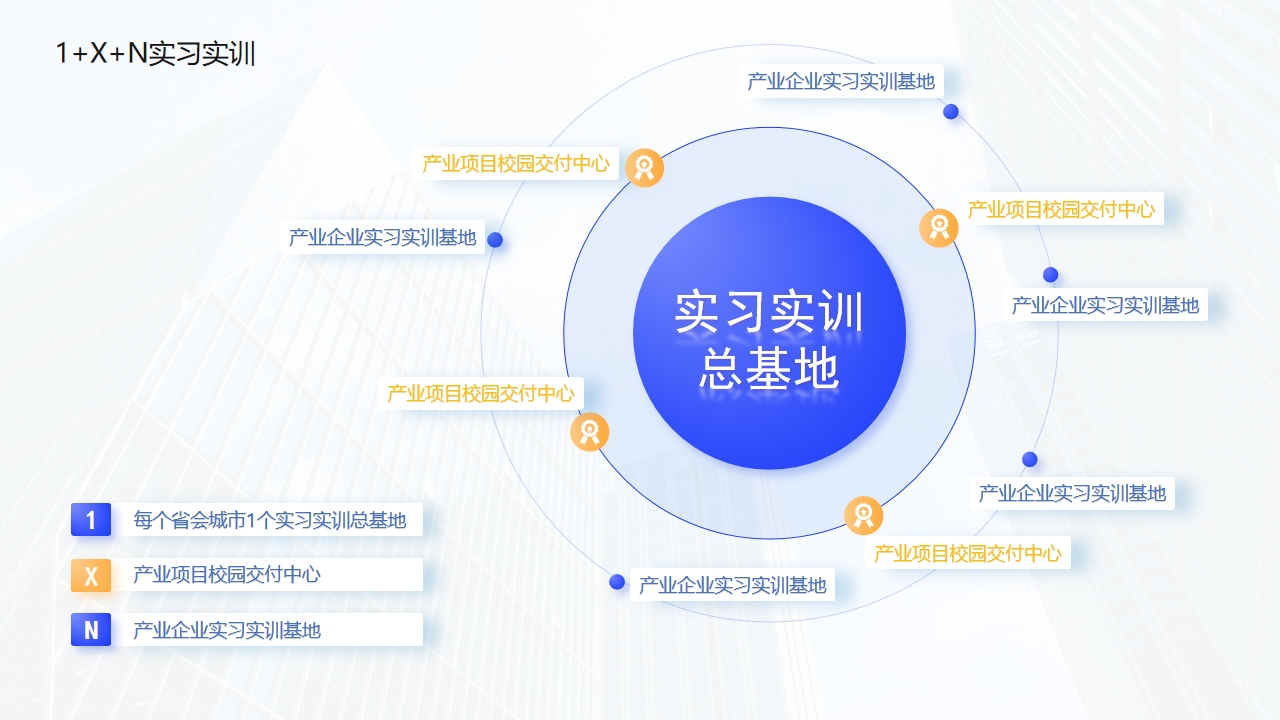 1+X+N实习实训
产业企业实习实训基地
产业项目校园交付中心
产业项目校园交付中心
产业企业实习实训基地
产业企业实习实训基地
实习实训
总基地
产业项目校园交付中心
产业企业实习实训基地
产业项目校园交付中心
产业企业实习实训基地
1 每个省会城市1个实习实训总基地
X 产业项目校园交付中心
N 产业企业实习实训基地